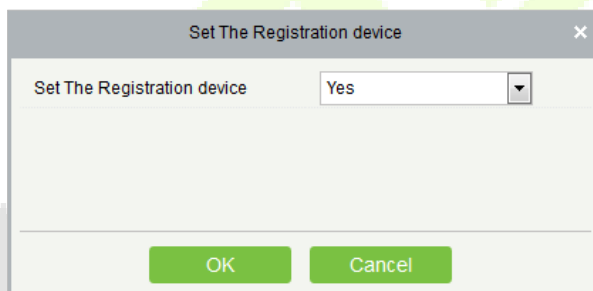 Set The Registration device
Set The Registration device Yes
OK Cancel